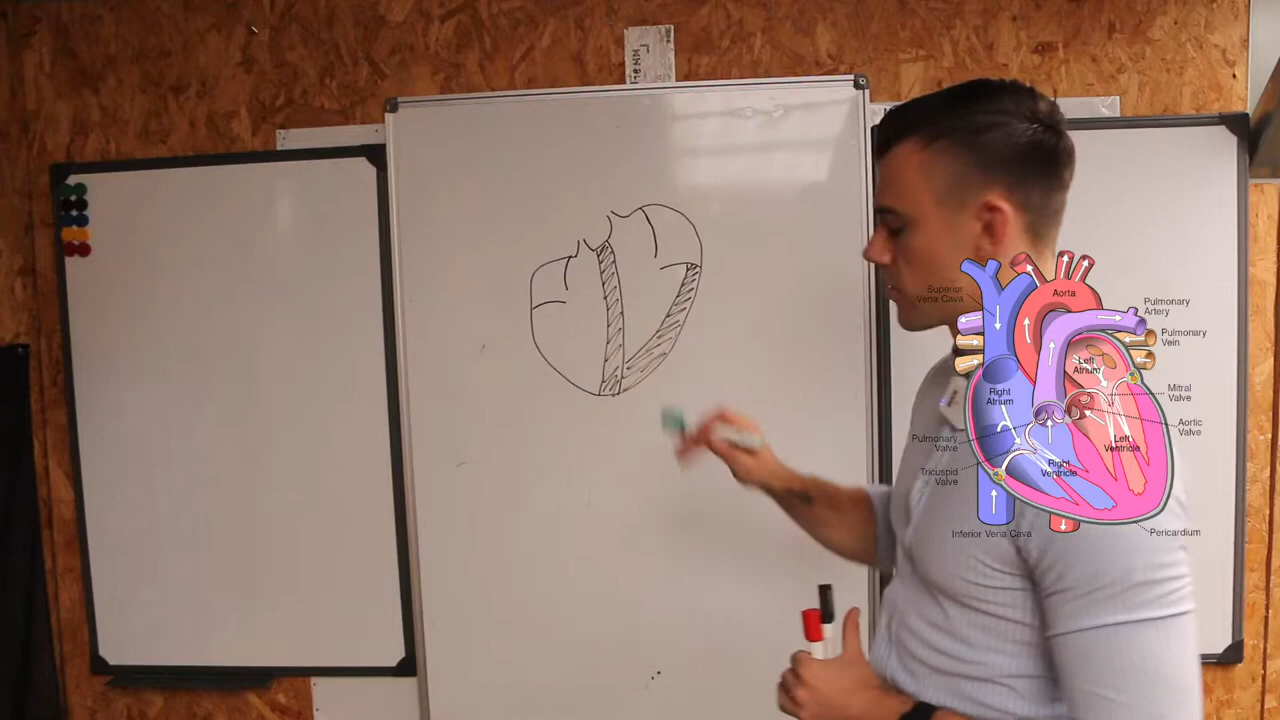 Superior
Vena Cava
Aorta
Pulmonary
Artery
Pulmonary
Vein
Left
Atrium
Right
Atrium
Mitral
Valve
Aortic
Valve
Pulmonary
Valve
Left
Ventricle
Tricuspid
Valve
Right
Ventricle
Inferior Vena Cava
Pericardium